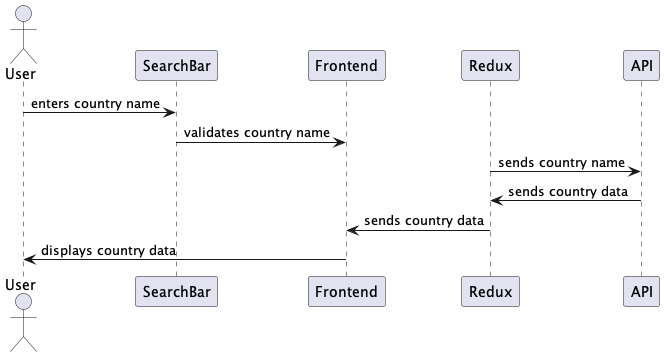 User
SearchBar
Frontend
Redux
API
enters country name
validates country name
sends country name
sends country data
sends country data
displays country data
User
SearchBar
Frontend
Redux
API